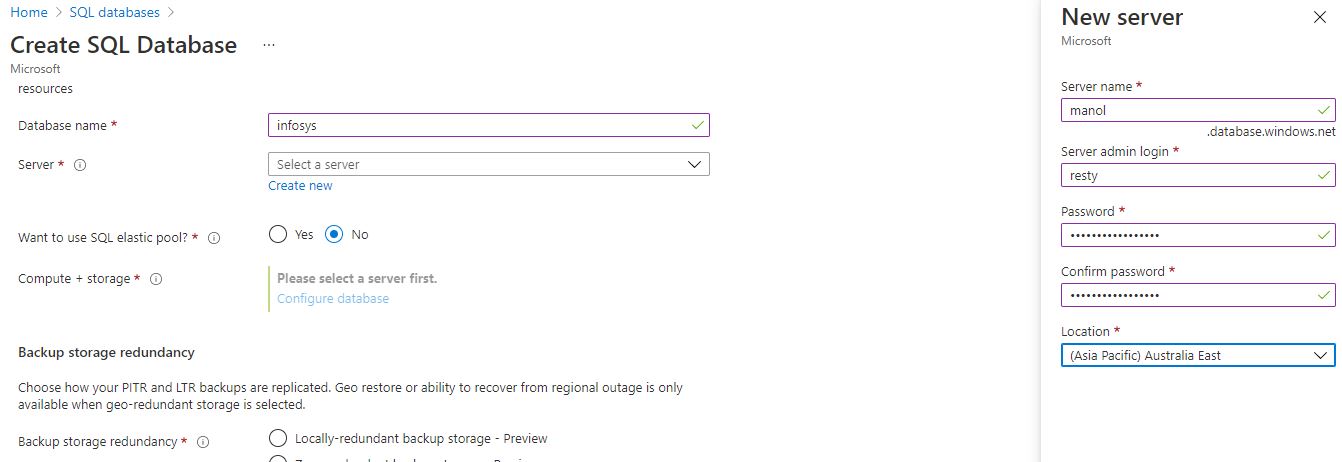 Home > SQL databases >
Create SQL Database ...
Microsoft
resources
Database name *
infosys
Server *
Select a server
Create new
Want to use SQL elastic pool? *
Yes No
Compute + storage *
Please select a server first.
Configure database
Backup storage redundancy
Choose how your PITR and LTR backups are replicated. Geo restore or ability to recover from regional outage is only
available when geo-redundant storage is selected.
Backup storage redundancy *
Locally-redundant backup storage - Preview
New server
Microsoft
Server name *
manol
.database.windows.net
Server admin login *
resty
Password *
•••••••••••••••••
Confirm password *
•••••••••••••••••
Location *
(Asia Pacific) Australia East